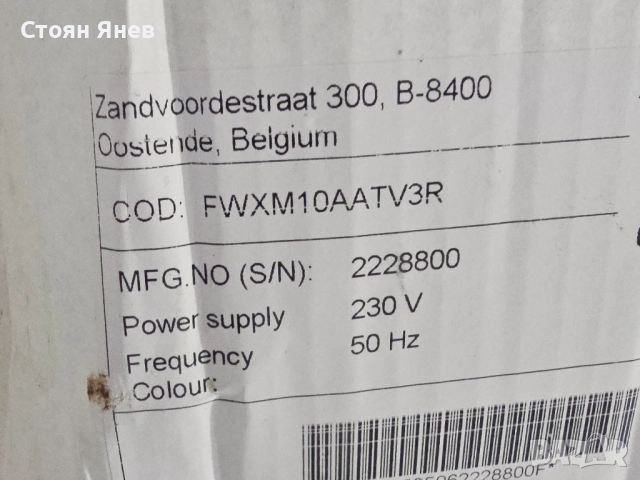 Стоян Янев
Zandvoordestraat 300, B-8400
Oostende, Belgium
COD: FWXM10AATV3R
MFG.NO (S/N): 2228800
Power supply 230 V
Frequency 50 Hz
Colour: